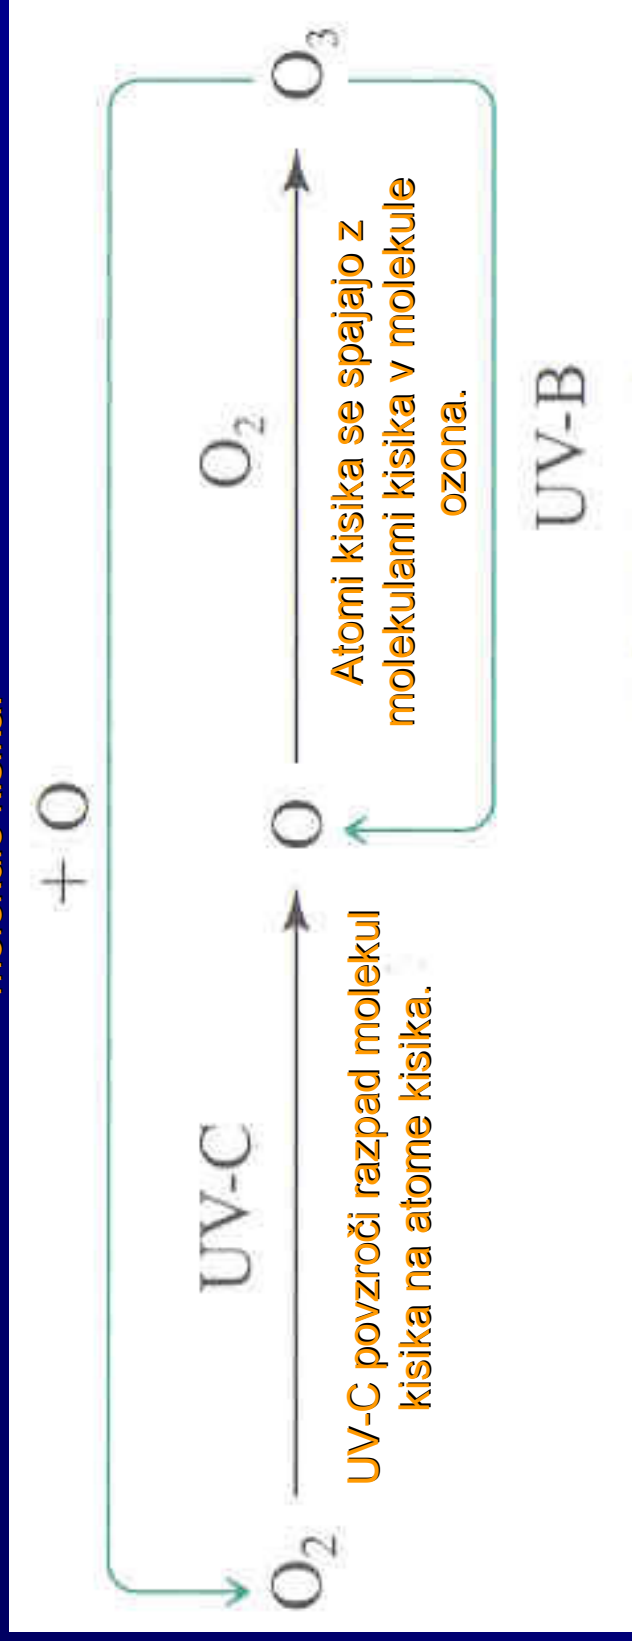 + O
UV-C
O₂
O₂
O
O₃
UV-C povzroči razpad molekul
kisika na atome kisika.
Atomi kisika se spajajo z
molekulami kisika v molekule
ozona.
UV-B